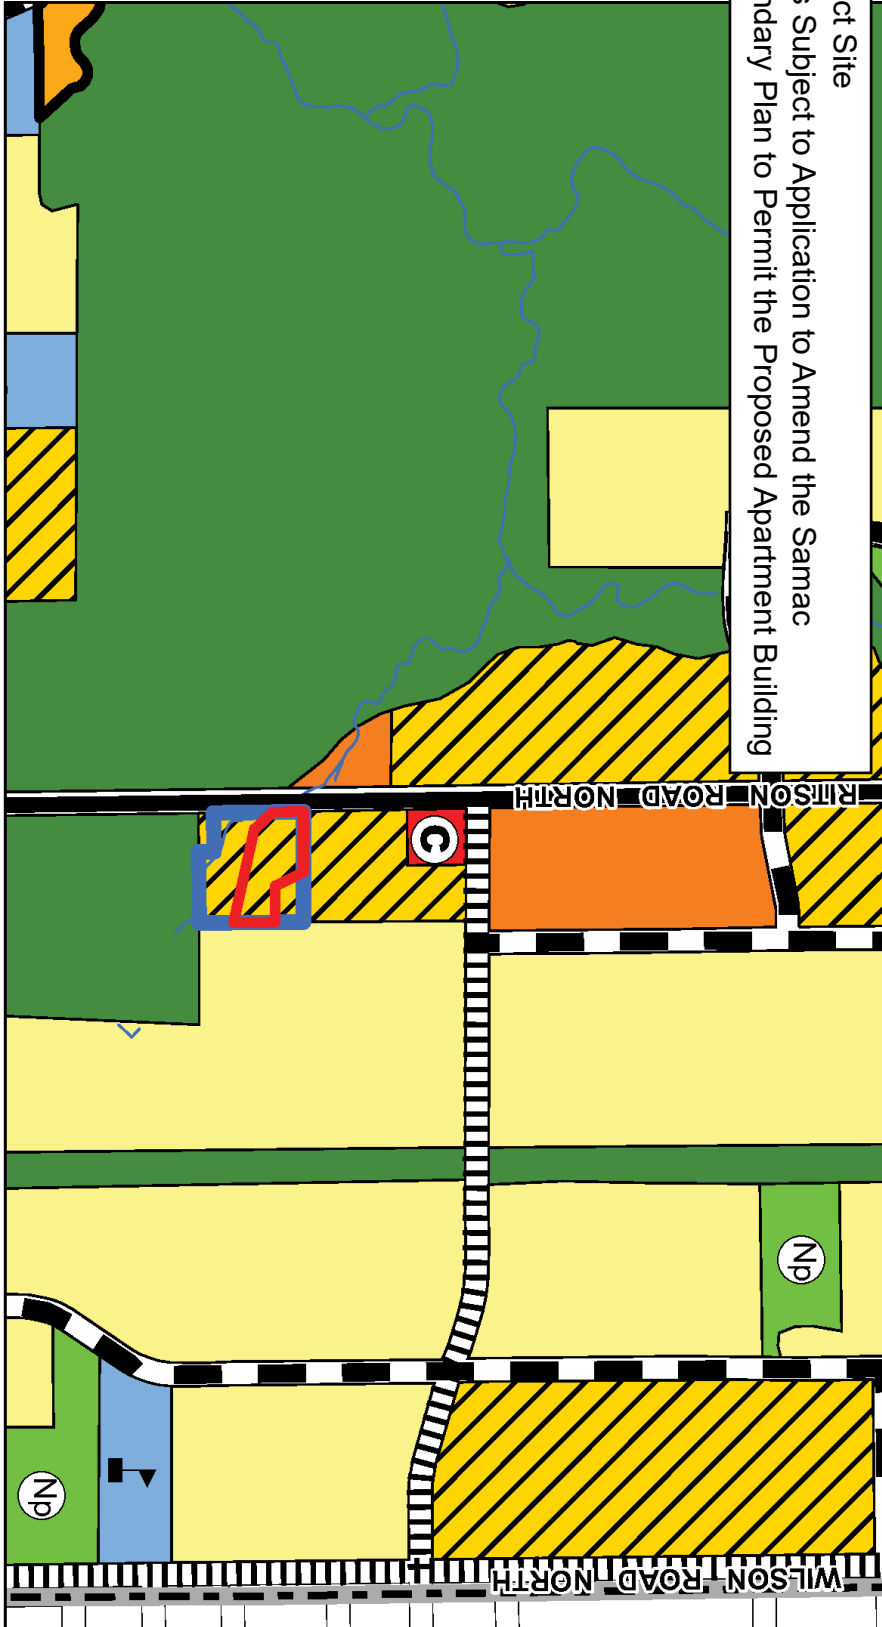 ct Site
s Subject to Application to Amend the Samac
ndary Plan to Permit the Proposed Apartment Building
RITSON ROAD NORTH
C
Np
Np
WILSON ROAD NORTH